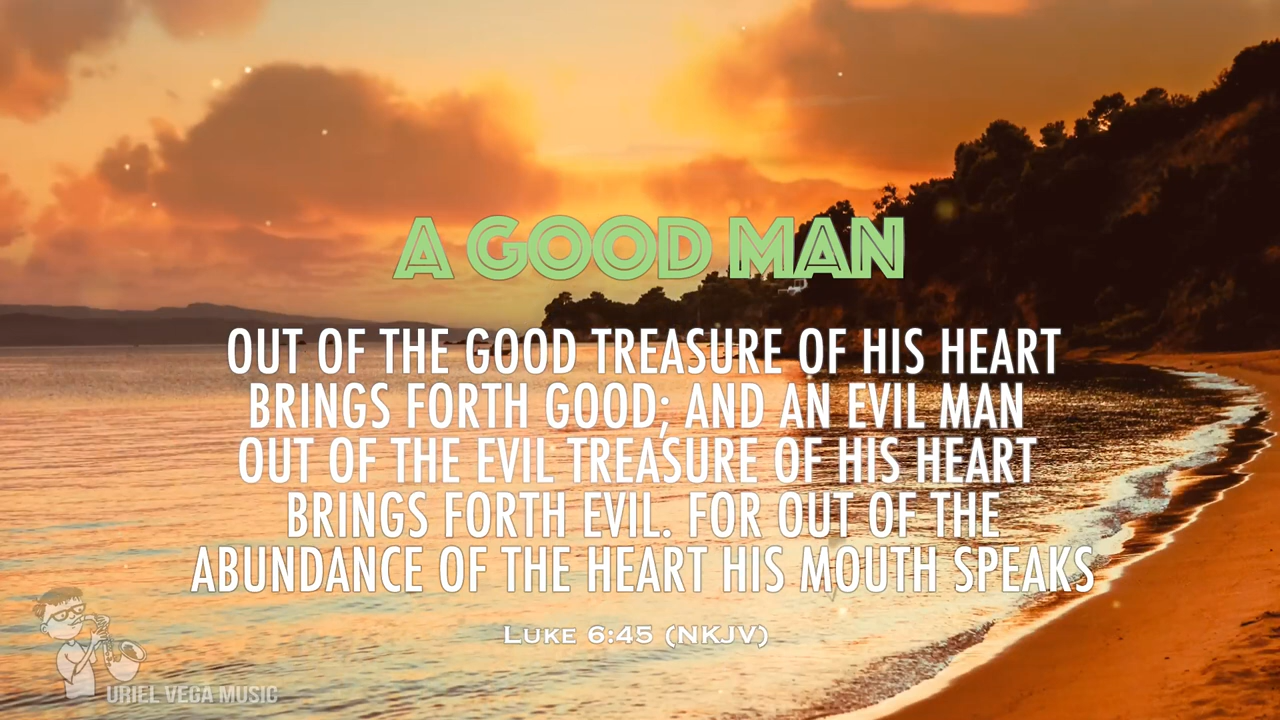 A GOOD MAN
OUT OF THE GOOD TREASURE OF HIS HEART
BRINGS FORTH GOOD; AND AN EVIL MAN
OUT OF THE EVIL TREASURE OF HIS HEART
BRINGS FORTH EVIL. FOR OUT OF THE
ABUNDANCE OF THE HEART HIS MOUTH SPEAKS
LUKE 6:45 (NKJV)
URIEL VEGA MUSIC